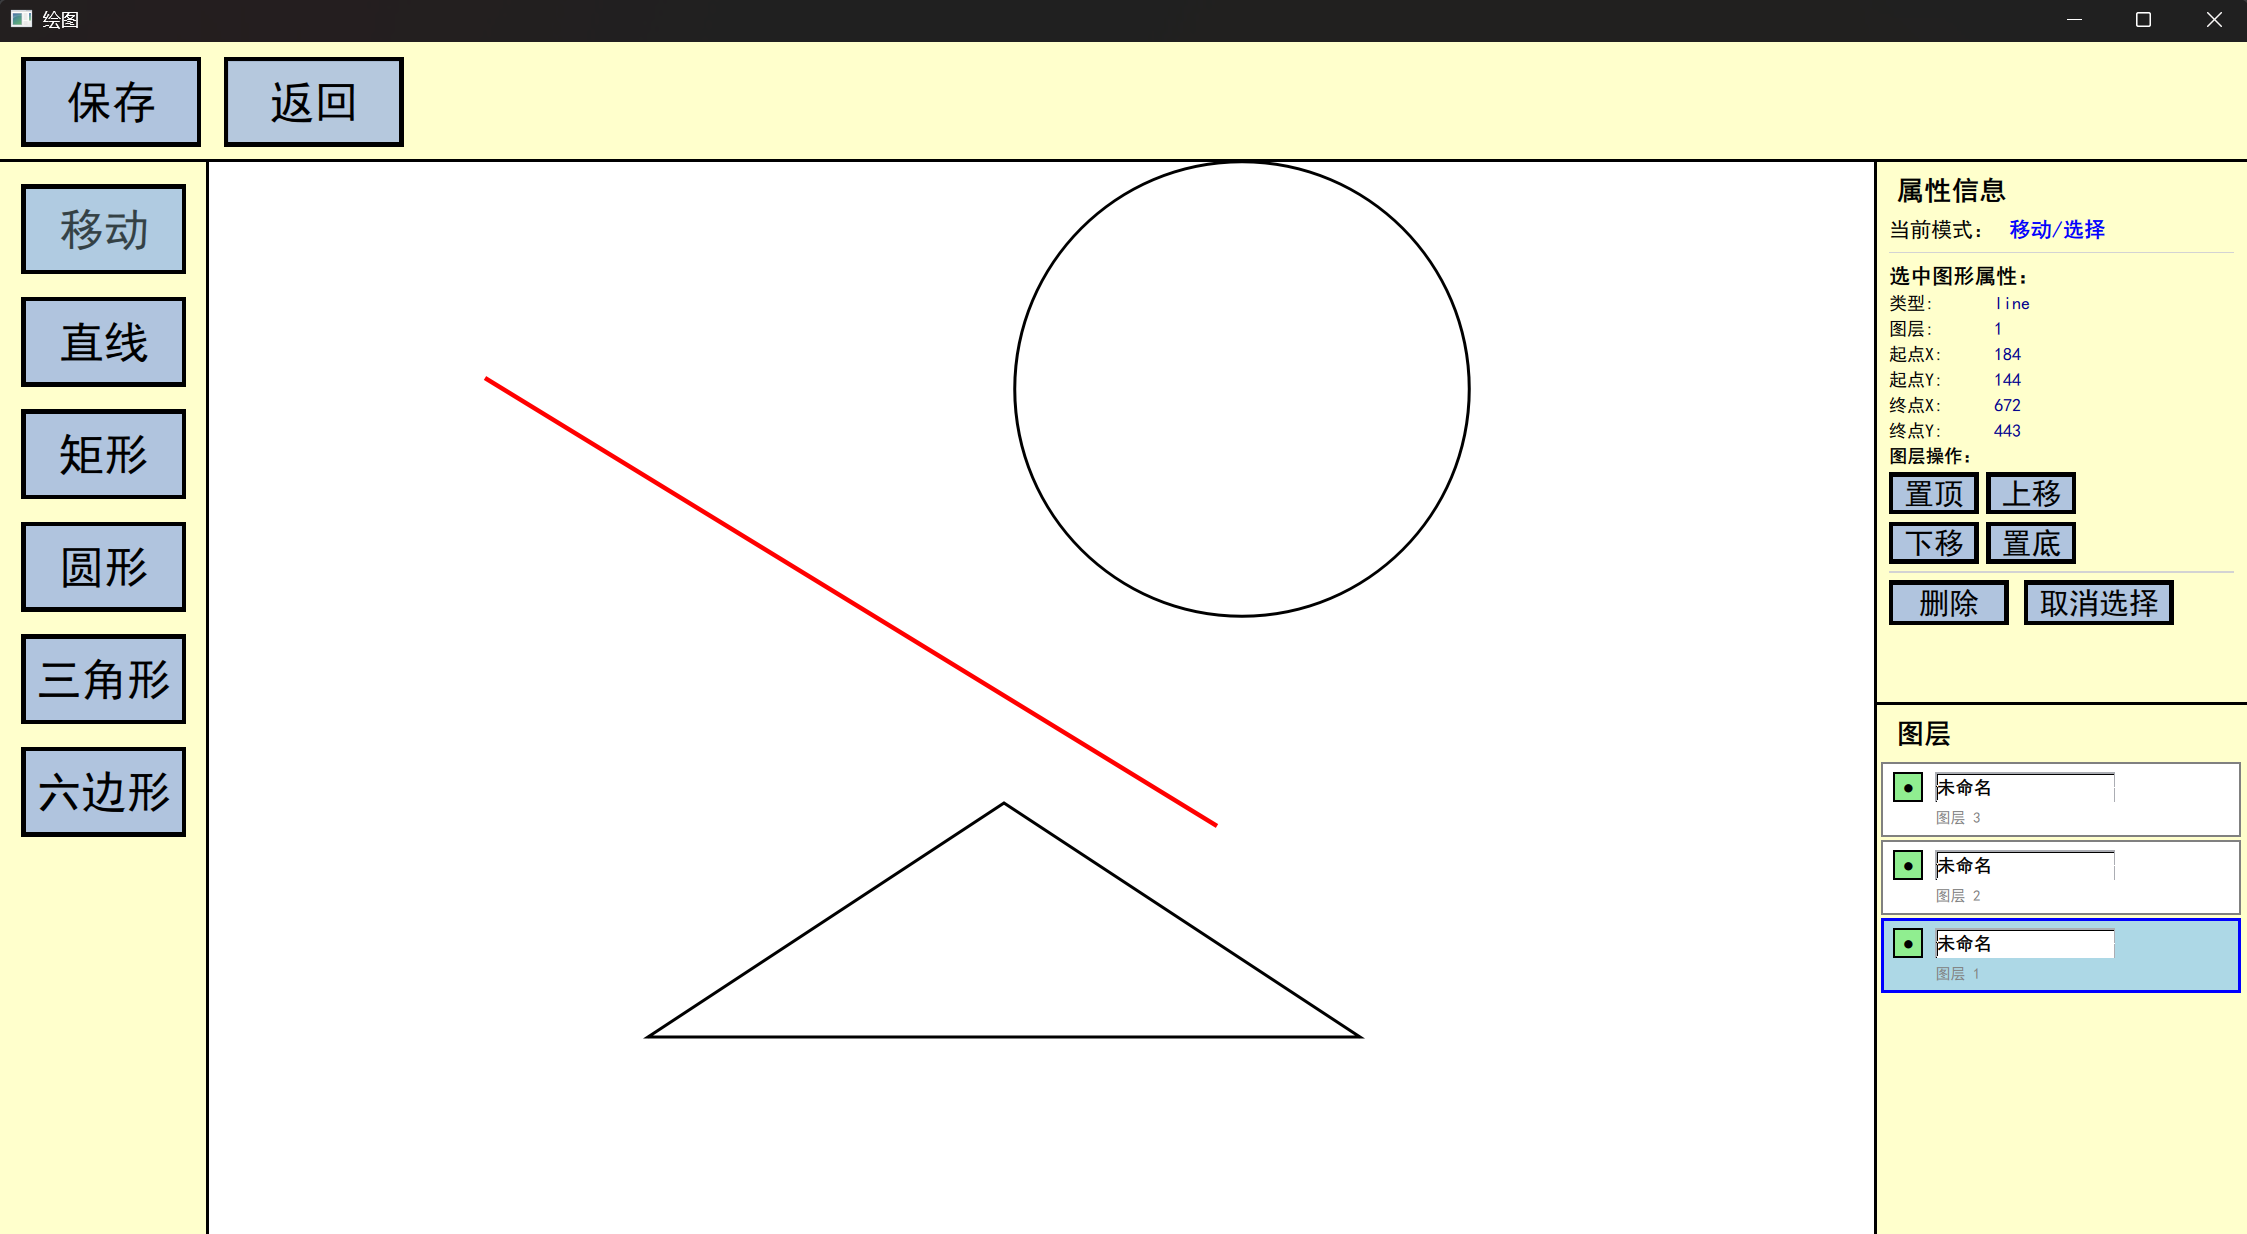 绘图
保存 返回
移动
直线
矩形
圆形
三角形
六边形
属性信息
当前模式： 移动/选择
选中图形属性：
类型： line
图层： 1
起点X： 184
起点Y： 144
终点X： 672
终点Y： 443
图层操作：
置顶 上移
下移 置底
删除 取消选择
图层
未命名
图层 3
未命名
图层 2
未命名
图层 1